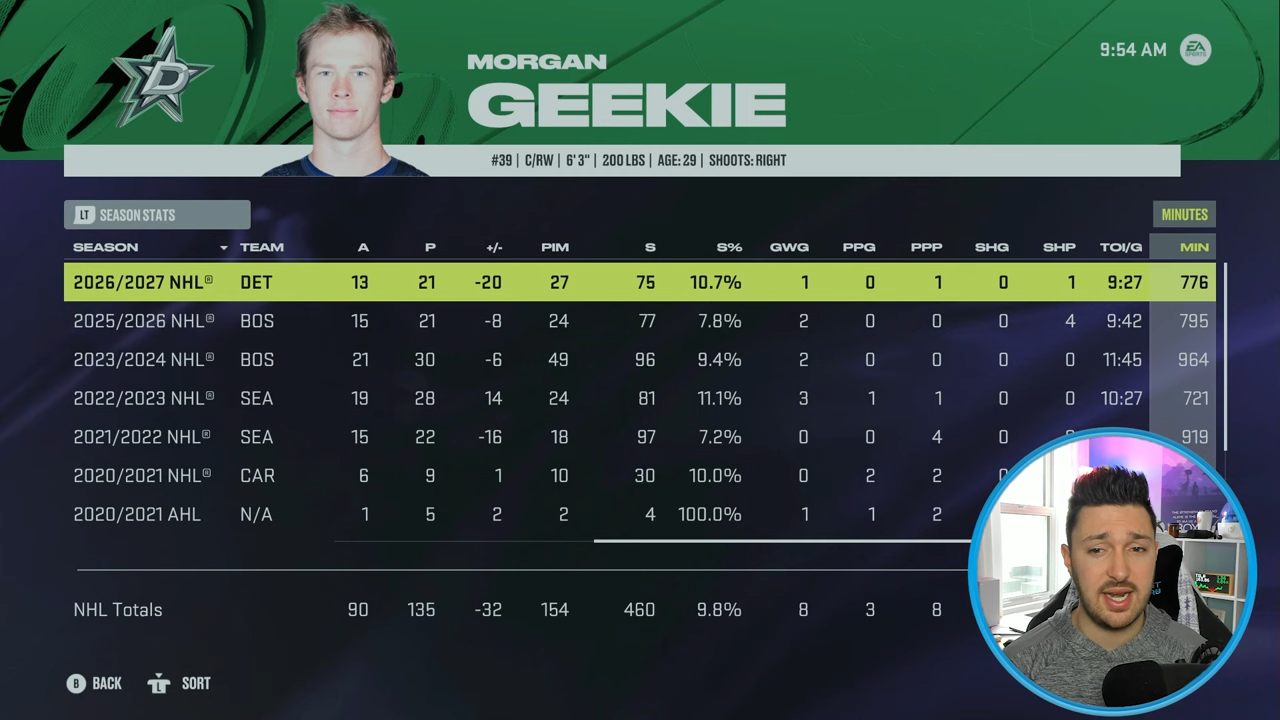 9:54 AM
EA
SPORTS
D
MORGAN
GEEKIE
#39 | C/RW | 6' 3" | 200 LBS | AGE: 29 | SHOOTS: RIGHT
LT SEASON STATS
MINUTES
SEASON TEAM A P +/- PIM S S% GWG PPG PPP SHG SHP TOI/G MIN
2026/2027 NHL® DET 13 21 -20 27 75 10.7% 1 0 1 0 1 9:27 776
2025/2026 NHL® BOS 15 21 -8 24 77 7.8% 2 0 0 0 4 9:42 795
2023/2024 NHL® BOS 21 30 -6 49 96 9.4% 2 0 0 0 0 11:45 964
2022/2023 NHL® SEA 19 28 14 24 81 11.1% 3 1 1 0 0 10:27 721
2021/2022 NHL® SEA 15 22 -16 18 97 7.2% 0 0 4 0 919
2020/2021 NHL® CAR 6 9 1 10 30 10.0% 0 2 2
2020/2021 AHL N/A 1 5 2 2 4 100.0% 1 1 2
NHL Totals 90 135 -32 154 460 9.8% 8 3 8
B BACK L SORT